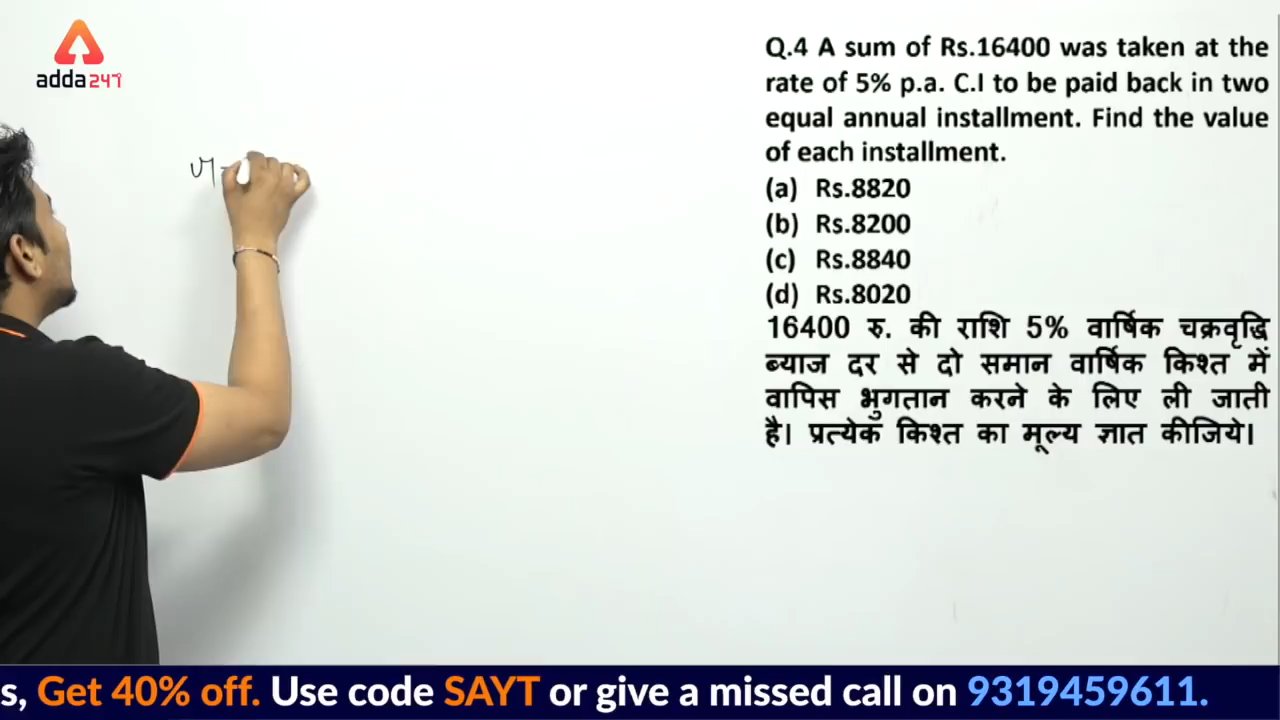 adda247
Q.4 A sum of Rs.16400 was taken at the
rate of 5% p.a. C.I to be paid back in two
equal annual installment. Find the value
of each installment.
(a) Rs.8820
(b) Rs.8200
(c) Rs.8840
(d) Rs.8020
16400 रु. की राशि 5% वार्षिक चक्रवृद्धि
ब्याज दर से दो समान वार्षिक किश्त में
वापिस भुगतान करने के लिए ली जाती
है। प्रत्येक किश्त का मूल्य ज्ञात कीजिये।
s, Get 40% off. Use code SAYT or give a missed call on 9319459611.